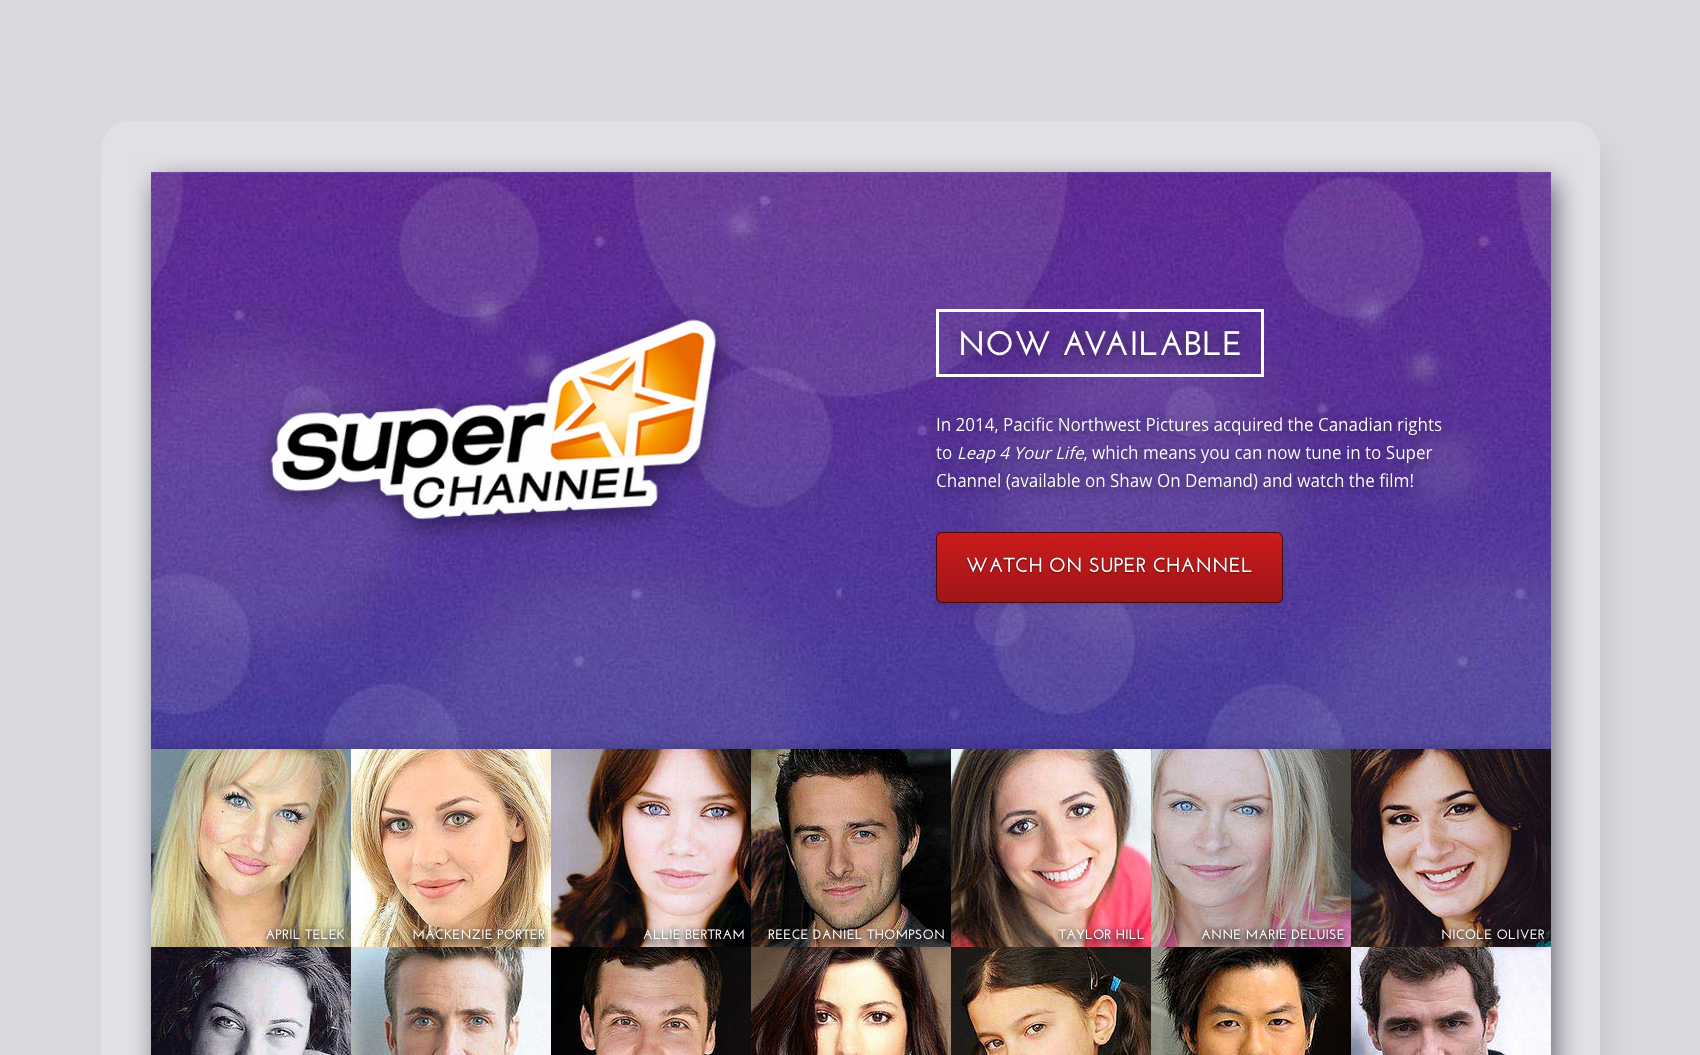 super
CHANNEL
NOW AVAILABLE
In 2014, Pacific Northwest Pictures acquired the Canadian rights
to Leap 4 Your Life, which means you can now tune in to Super
Channel (available on Shaw On Demand) and watch the film!
WATCH ON SUPER CHANNEL
APRIL TELEK
MACKENZIE PORTER
ALLIE BERTRAM
REECE DANIEL THOMPSON
TAYLOR HILL
ANNE MARIE DELUISE
NICOLE OLIVER